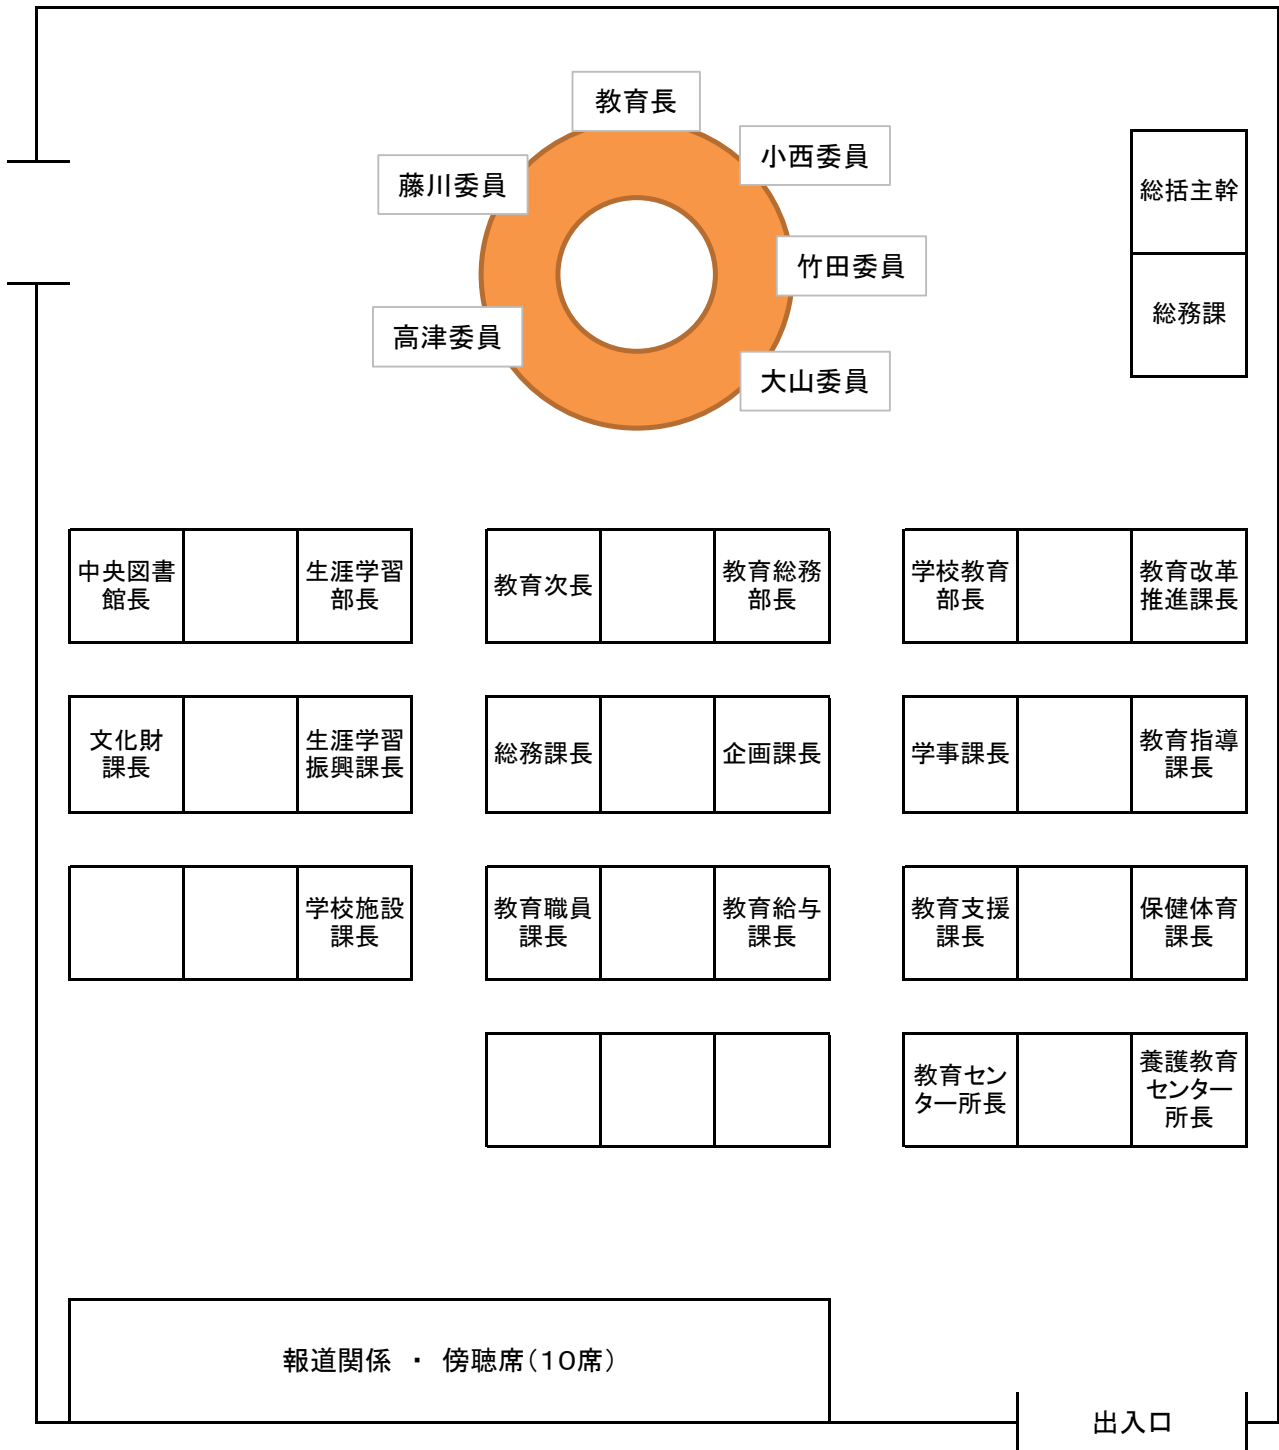 教育長
小西委員
藤川委員
総括主幹
竹田委員
総務課
高津委員
大山委員
中央図書
館長
生涯学習
部長
教育次長
教育総務
部長
学校教育
部長
教育改革
推進課長
文化財
課長
生涯学習
振興課長
総務課長
企画課長
学事課長
教育指導
課長
学校施設
課長
教育職員
課長
教育給与
課長
教育支援
課長
保健体育
課長
教育セン
ター所長
養護教育
センター
所長
報道関係 ・ 傍聴席(10席)
出入口